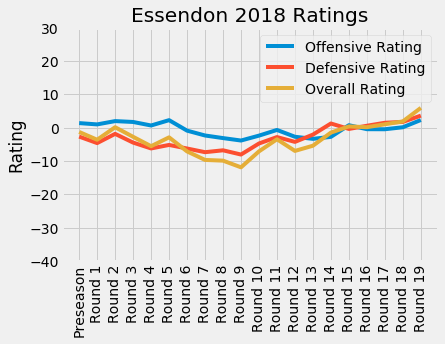 Essendon 2018 Ratings
Offensive Rating
Defensive Rating
Overall Rating
Rating
30
20
10
0
−10
−20
−30
−40
Preseason
Round 1
Round 2
Round 3
Round 4
Round 5
Round 6
Round 7
Round 8
Round 9
Round 10
Round 11
Round 12
Round 13
Round 14
Round 15
Round 16
Round 17
Round 18
Round 19